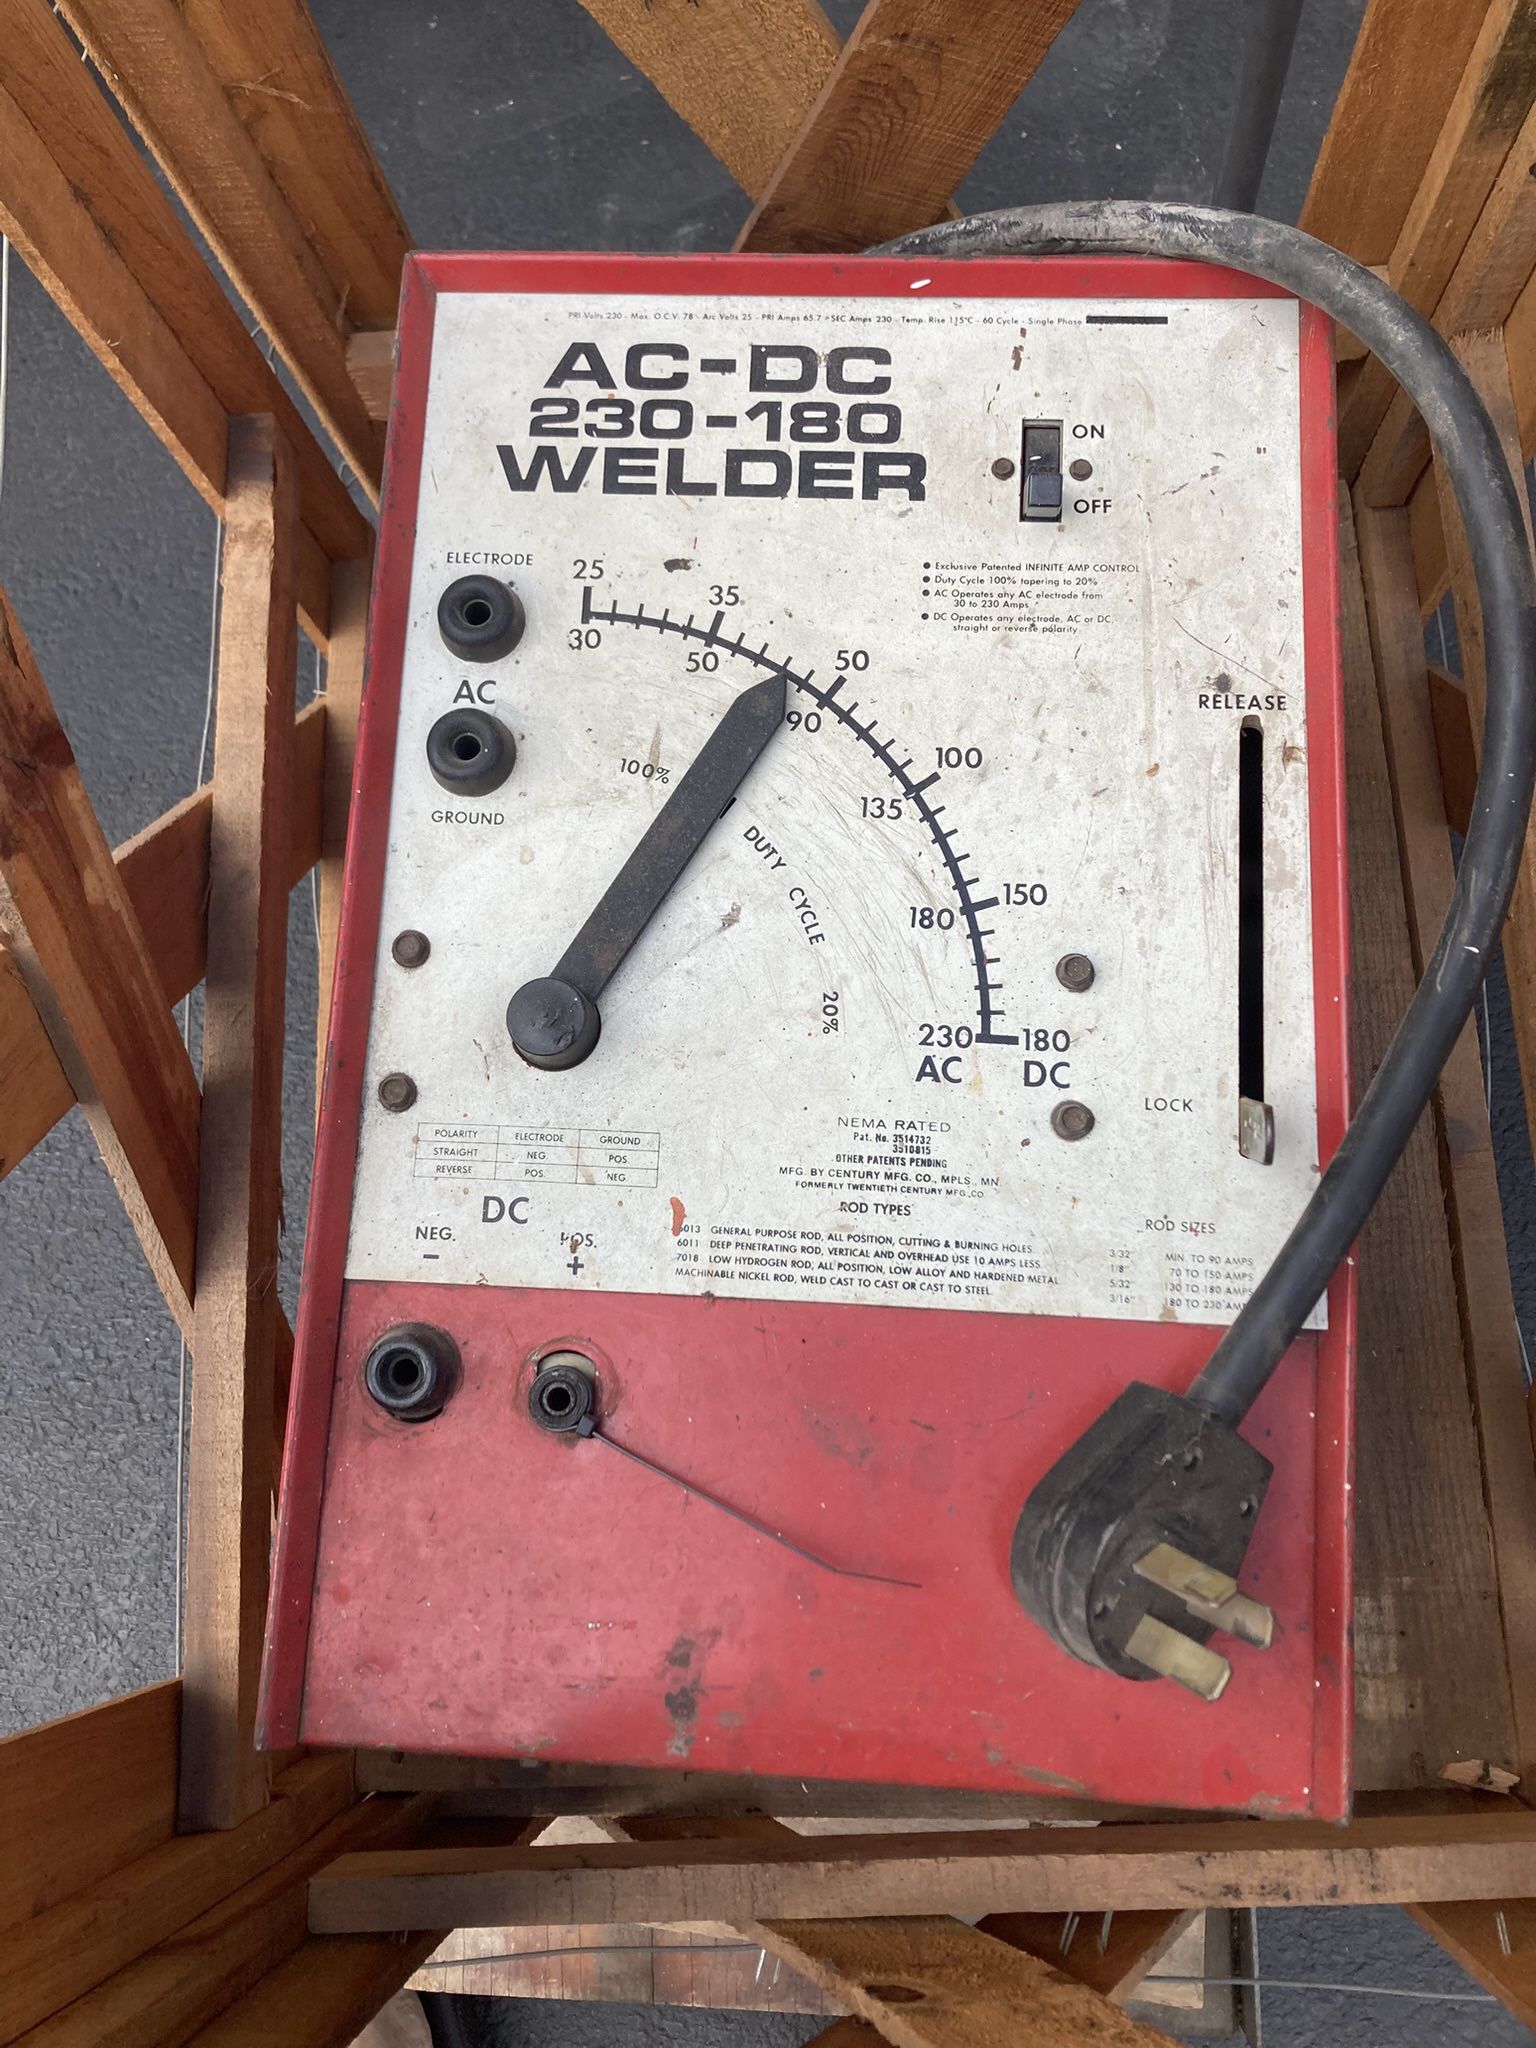 PRI Volts 230 - Max. O.C.V. 78 - Arc Volts 25 - PRI Amps 65.7 - SEC Amps 230 - Temp. Rise 115°C - 60 Cycle - Single Phase
AC-DC
230-180
WELDER
ON
OFF
ELECTRODE
AC
GROUND
25
30
35
50
50
90
100
135
150
180
230
180
AC
DC
100%
DUTY CYCLE
20%
● Exclusive Patented INFINITE AMP CONTROL
● Duty Cycle 100% tapering to 20%
● AC Operates any AC electrode from
30 to 230 Amps
● DC Operates any electrode, AC or DC,
straight or reverse polarity
RELEASE
LOCK
POLARITY ELECTRODE GROUND
STRAIGHT NEG. POS.
REVERSE POS. NEG.
DC
NEG.
−
POS.
+
NEMA RATED
Pat. No. 3514732
3510815
OTHER PATENTS PENDING
MFG. BY CENTURY MFG. CO., MPLS., MN
FORMERLY TWENTIETH CENTURY MFG. CO
ROD TYPES
6013 GENERAL PURPOSE ROD, ALL POSITION, CUTTING & BURNING HOLES.
6011 DEEP PENETRATING ROD, VERTICAL AND OVERHEAD USE 10 AMPS LESS.
7018 LOW HYDROGEN ROD, ALL POSITION, LOW ALLOY AND HARDENED METAL
MACHINABLE NICKEL ROD, WELD CAST TO CAST OR CAST TO STEEL.
ROD SIZES
3/32" MIN. TO 90 AMPS
1/8" 70 TO 150 AMPS
5/32" 130 TO 180 AMPS
3/16" 180 TO 230